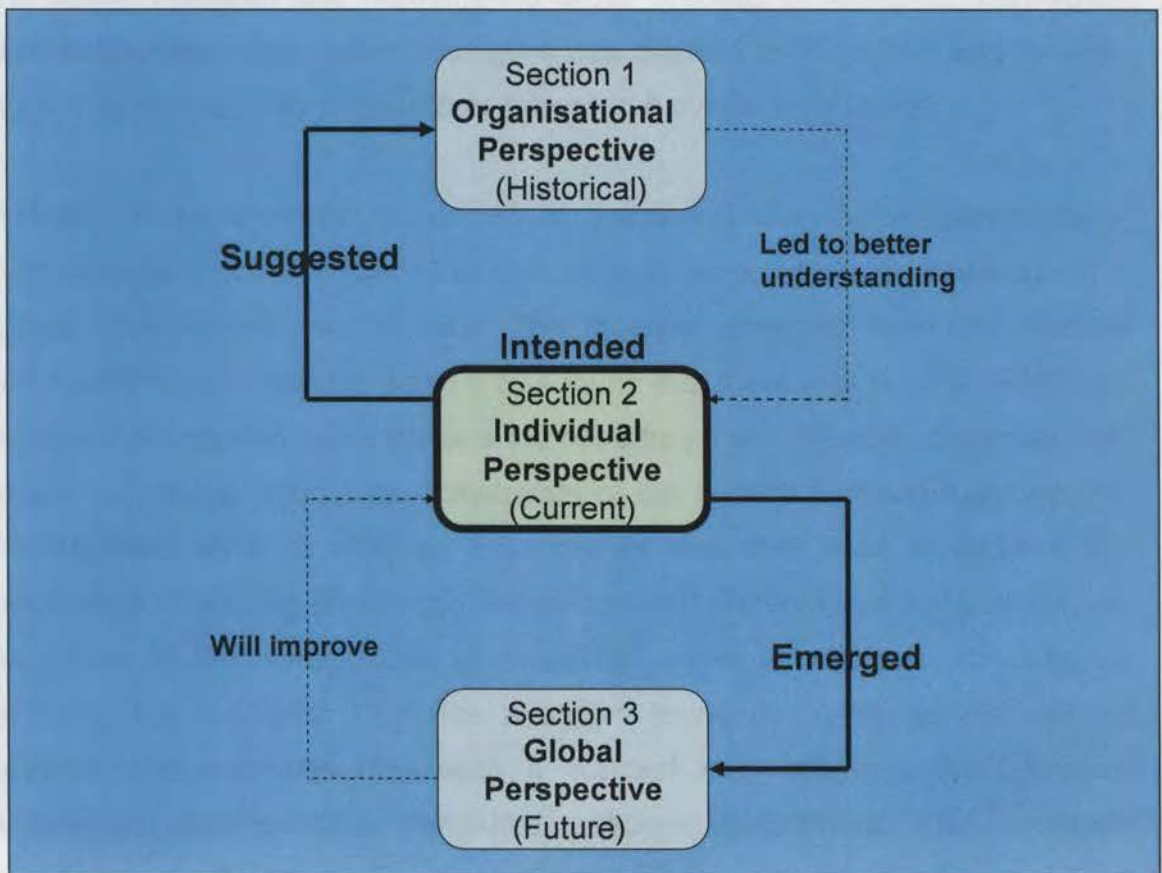 Section 1
Organisational
Perspective
(Historical)
Suggested
Led to better
understanding
Intended
Section 2
Individual
Perspective
(Current)
Will improve
Emerged
Section 3
Global
Perspective
(Future)